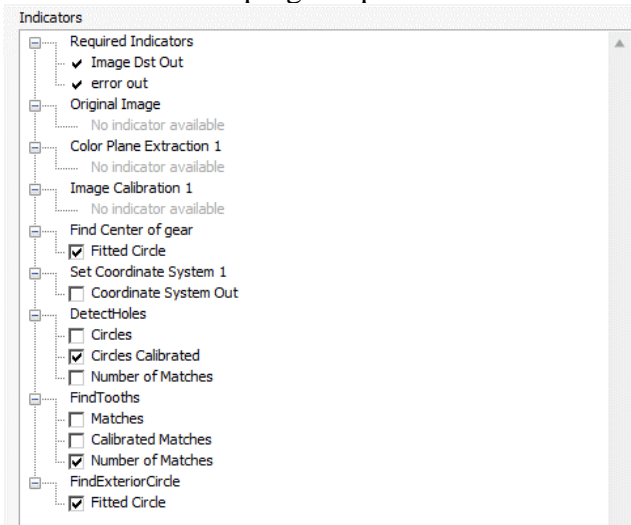 Indicators
Required Indicators
Image Dst Out
error out
Original Image
No indicator available
Color Plane Extraction 1
No indicator available
Image Calibration 1
No indicator available
Find Center of gear
Fitted Circle
Set Coordinate System 1
Coordinate System Out
DetectHoles
Circles
Circles Calibrated
Number of Matches
FindTooths
Matches
Calibrated Matches
Number of Matches
FindExteriorCircle
Fitted Circle